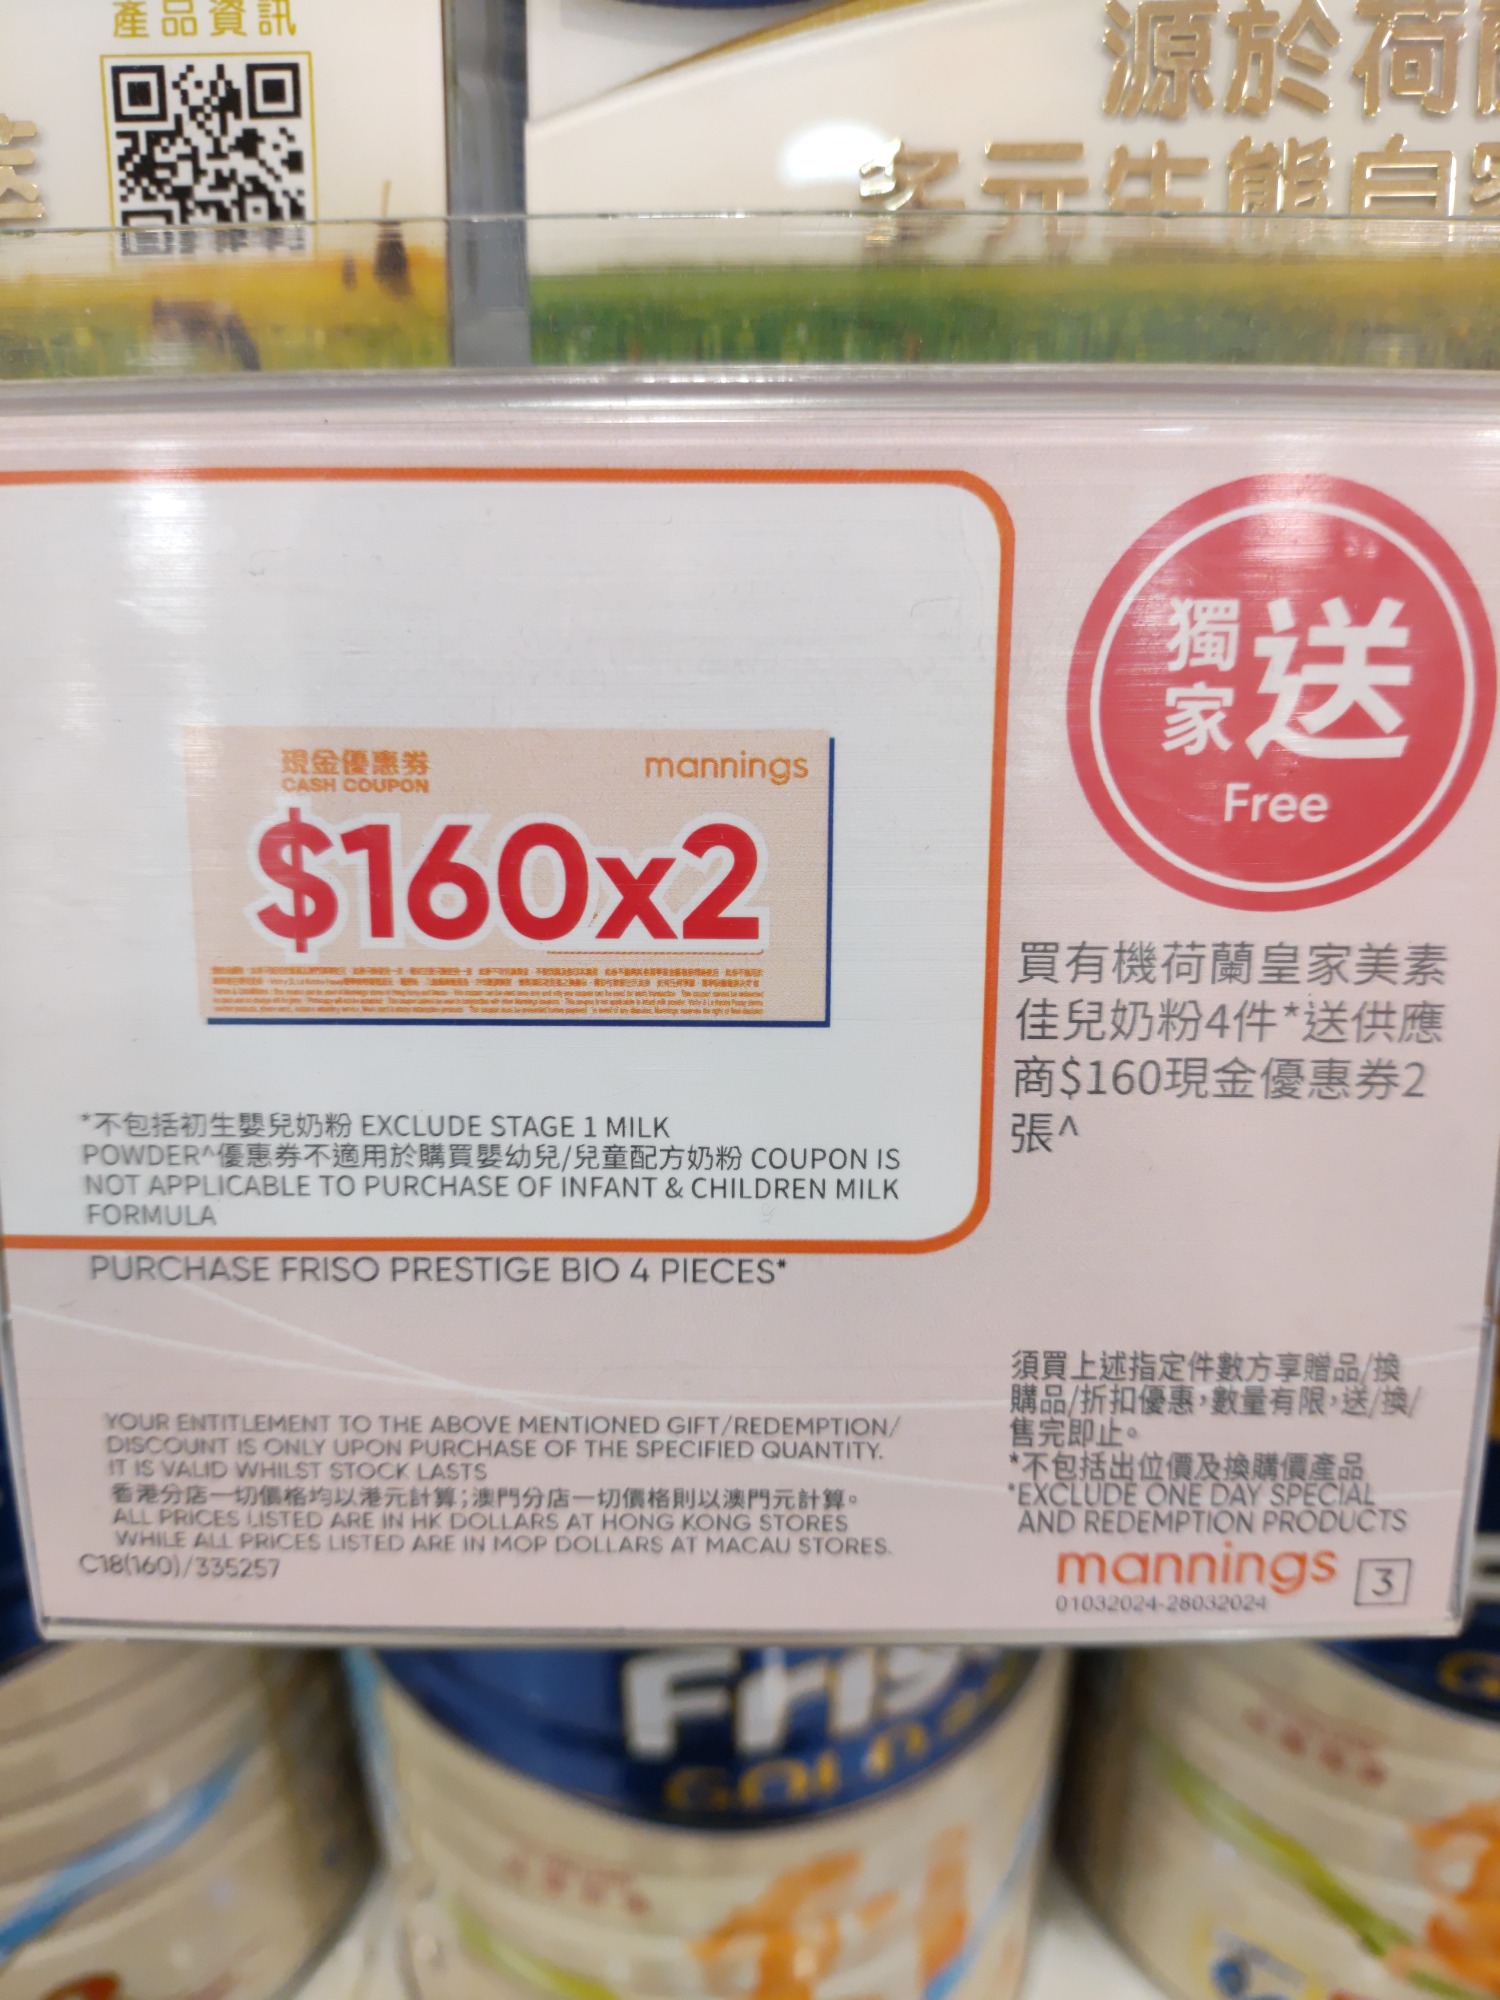 產品資訊
源於荷
多元生能自家
獨家送
Free
現金優惠券
CASH COUPON
mannings
$160x2
買有機荷蘭皇家美素
佳兒奶粉4件*送供應
商$160現金優惠券2
張^
*不包括初生嬰兒奶粉 EXCLUDE STAGE 1 MILK
POWDER^優惠券不適用於購買嬰幼兒/兒童配方奶粉 COUPON IS
NOT APPLICABLE TO PURCHASE OF INFANT & CHILDREN MILK
FORMULA
PURCHASE FRISO PRESTIGE BIO 4 PIECES*
須買上述指定件數方享贈品/換
購品/折扣優惠,數量有限,送/換/
售完即止。
*不包括出位價及換購價產品
*EXCLUDE ONE DAY SPECIAL
AND REDEMPTION PRODUCTS
YOUR ENTITLEMENT TO THE ABOVE MENTIONED GIFT/REDEMPTION/
DISCOUNT IS ONLY UPON PURCHASE OF THE SPECIFIED QUANTITY.
IT IS VALID WHILST STOCK LASTS
香港分店一切價格均以港元計算;澳門分店一切價格則以澳門元計算。
ALL PRICES LISTED ARE IN HK DOLLARS AT HONG KONG STORES
WHILE ALL PRICES LISTED ARE IN MOP DOLLARS AT MACAU STORES.
C18(160)/335257
mannings 3
01032024-28032024
Fris
GOLD